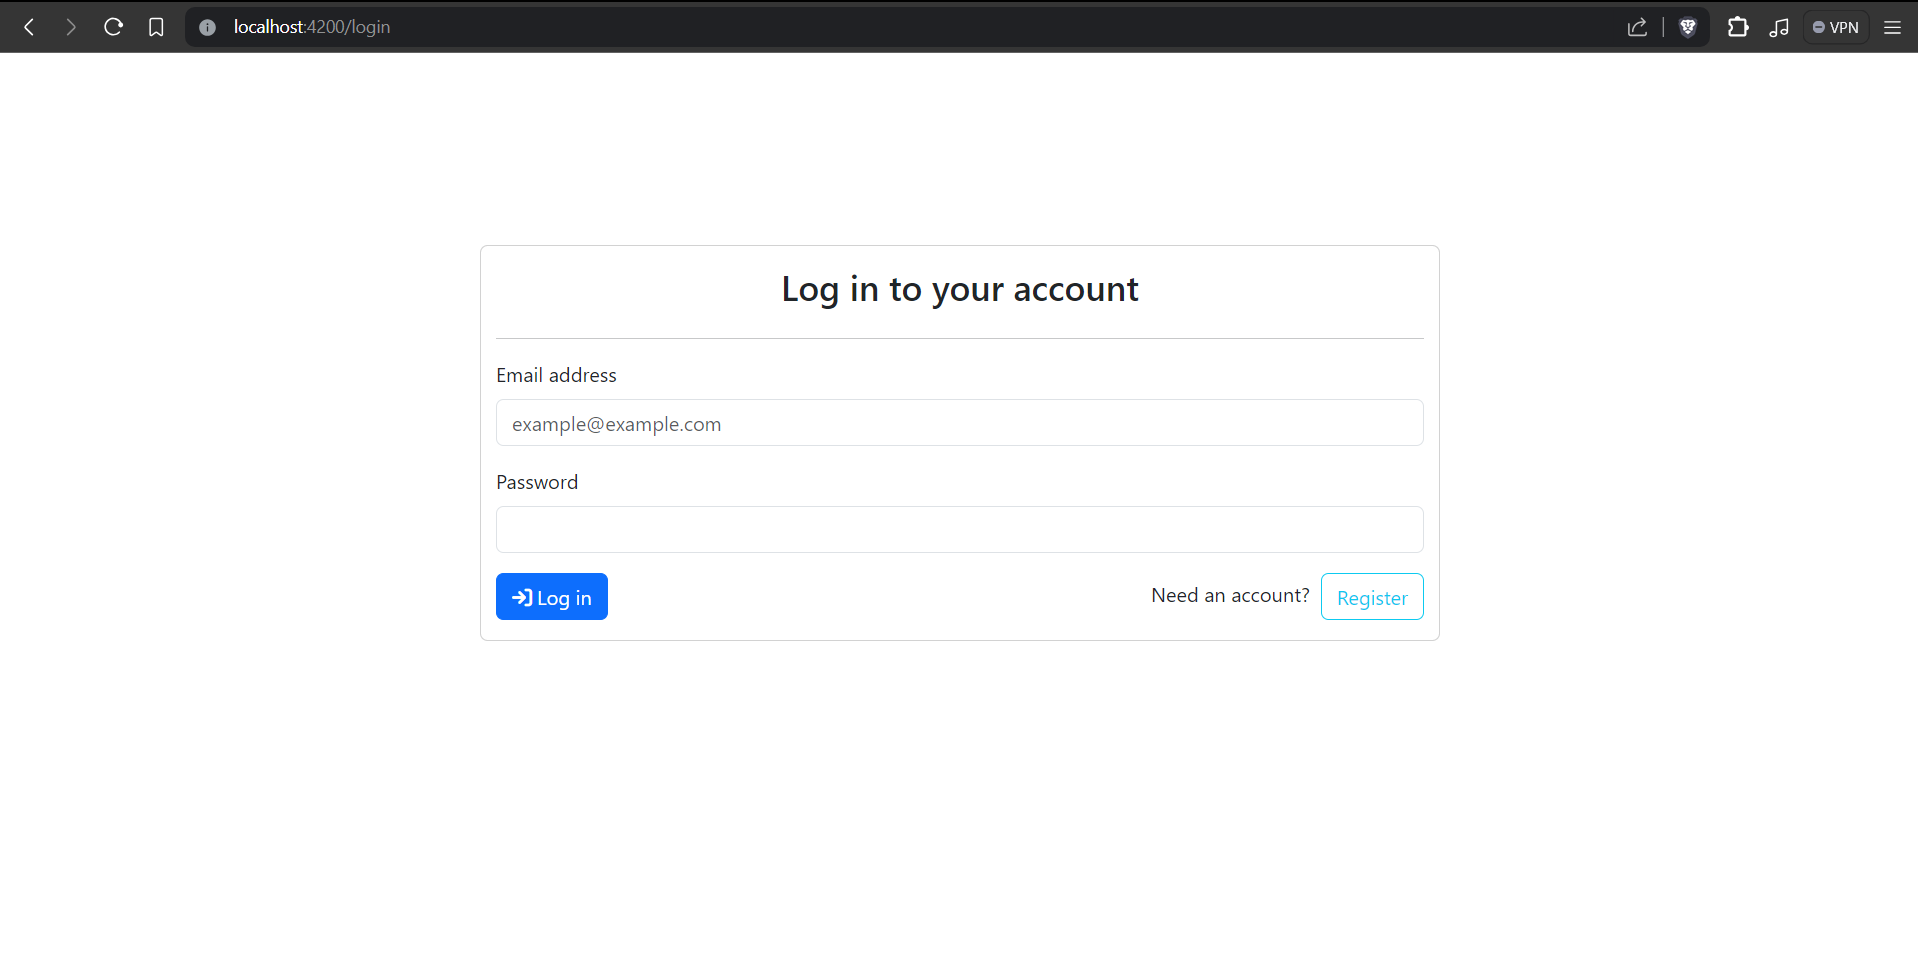 localhost:4200/login
VPN
Log in to your account
Email address
example@example.com
Password
Log in
Need an account? Register